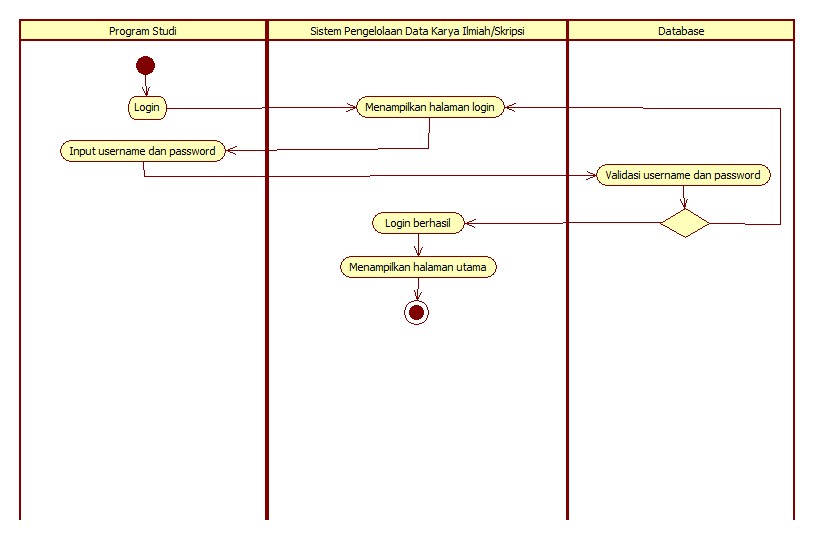 Program Studi
Sistem Pengelolaan Data Karya Ilmiah/Skripsi
Database
Login
Menampilkan halaman login
Input username dan password
Validasi username dan password
Login berhasil
Menampilkan halaman utama